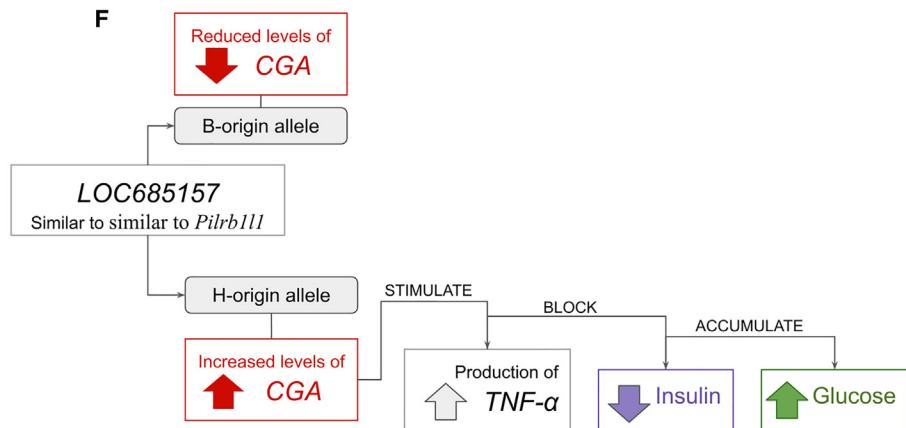 F
Reduced levels of
CGA
B-origin allele
LOC685157
Similar to similar to Pilrb1l1
H-origin allele
Increased levels of
CGA
STIMULATE
BLOCK
ACCUMULATE
Production of
TNF-α
Insulin
Glucose